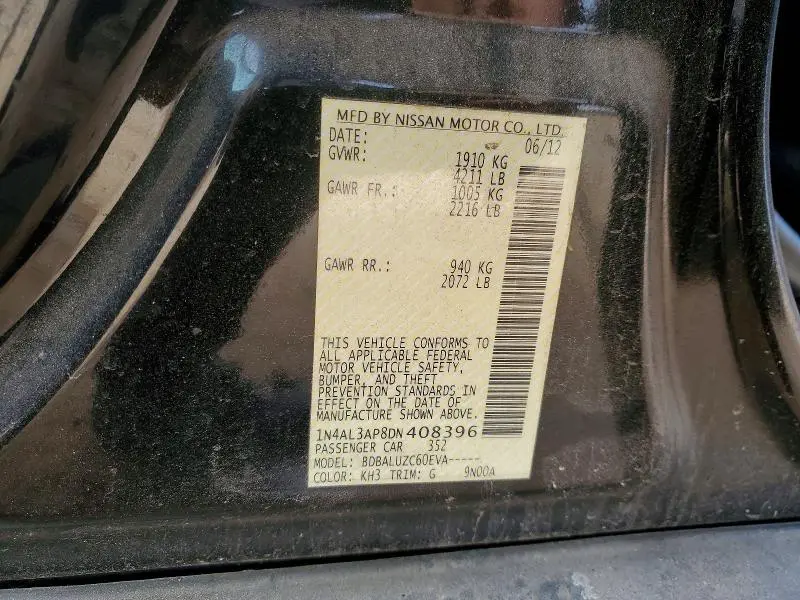 MFD BY NISSAN MOTOR CO., LTD.
DATE: 06/12
GVWR: 1910 KG
4211 LB
GAWR FR.: 1005 KG
2216 LB
GAWR RR.: 940 KG
2072 LB
THIS VEHICLE CONFORMS TO
ALL APPLICABLE FEDERAL
MOTOR VEHICLE SAFETY,
BUMPER, AND THEFT
PREVENTION STANDARDS IN
EFFECT ON THE DATE OF
MANUFACTURE SHOWN ABOVE.
1N4AL3AP8DN408396
PASSENGER CAR 352
MODEL: BDBALUZC60EVA-----
COLOR: KH3 TRIM: G 9N00A